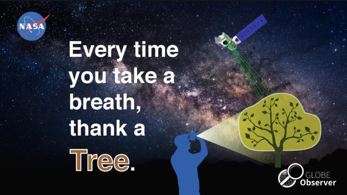 NASA
Every time
you take a
breath,
thank a
Tree.
GLOBE
Observer